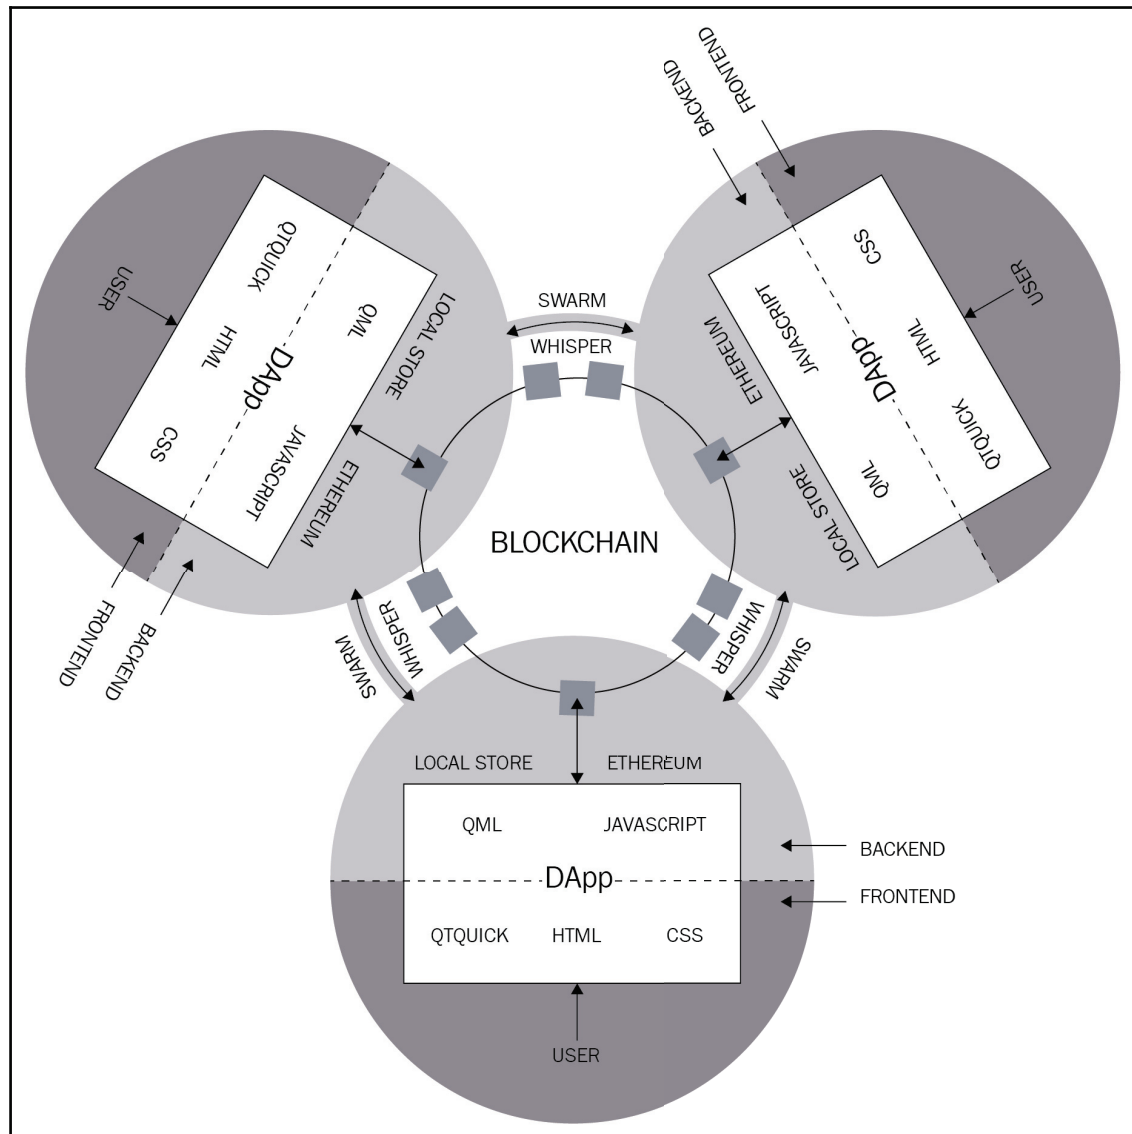 BACKEND
FRONTEND
USER
QTQUICK
HTML
CSS
DApp
QML
JAVASCRIPT
LOCAL STORE
ETHEREUM
FRONTEND
BACKEND
SWARM
WHISPER
CSS
HTML
QTQUICK
USER
DApp
JAVASCRIPT
QML
ETHEREUM
LOCAL STORE
BLOCKCHAIN
WHISPER
SWARM
WHISPER
SWARM
LOCAL STORE ETHEREUM
QML JAVASCRIPT
DApp
BACKEND
FRONTEND
QTQUICK HTML CSS
USER